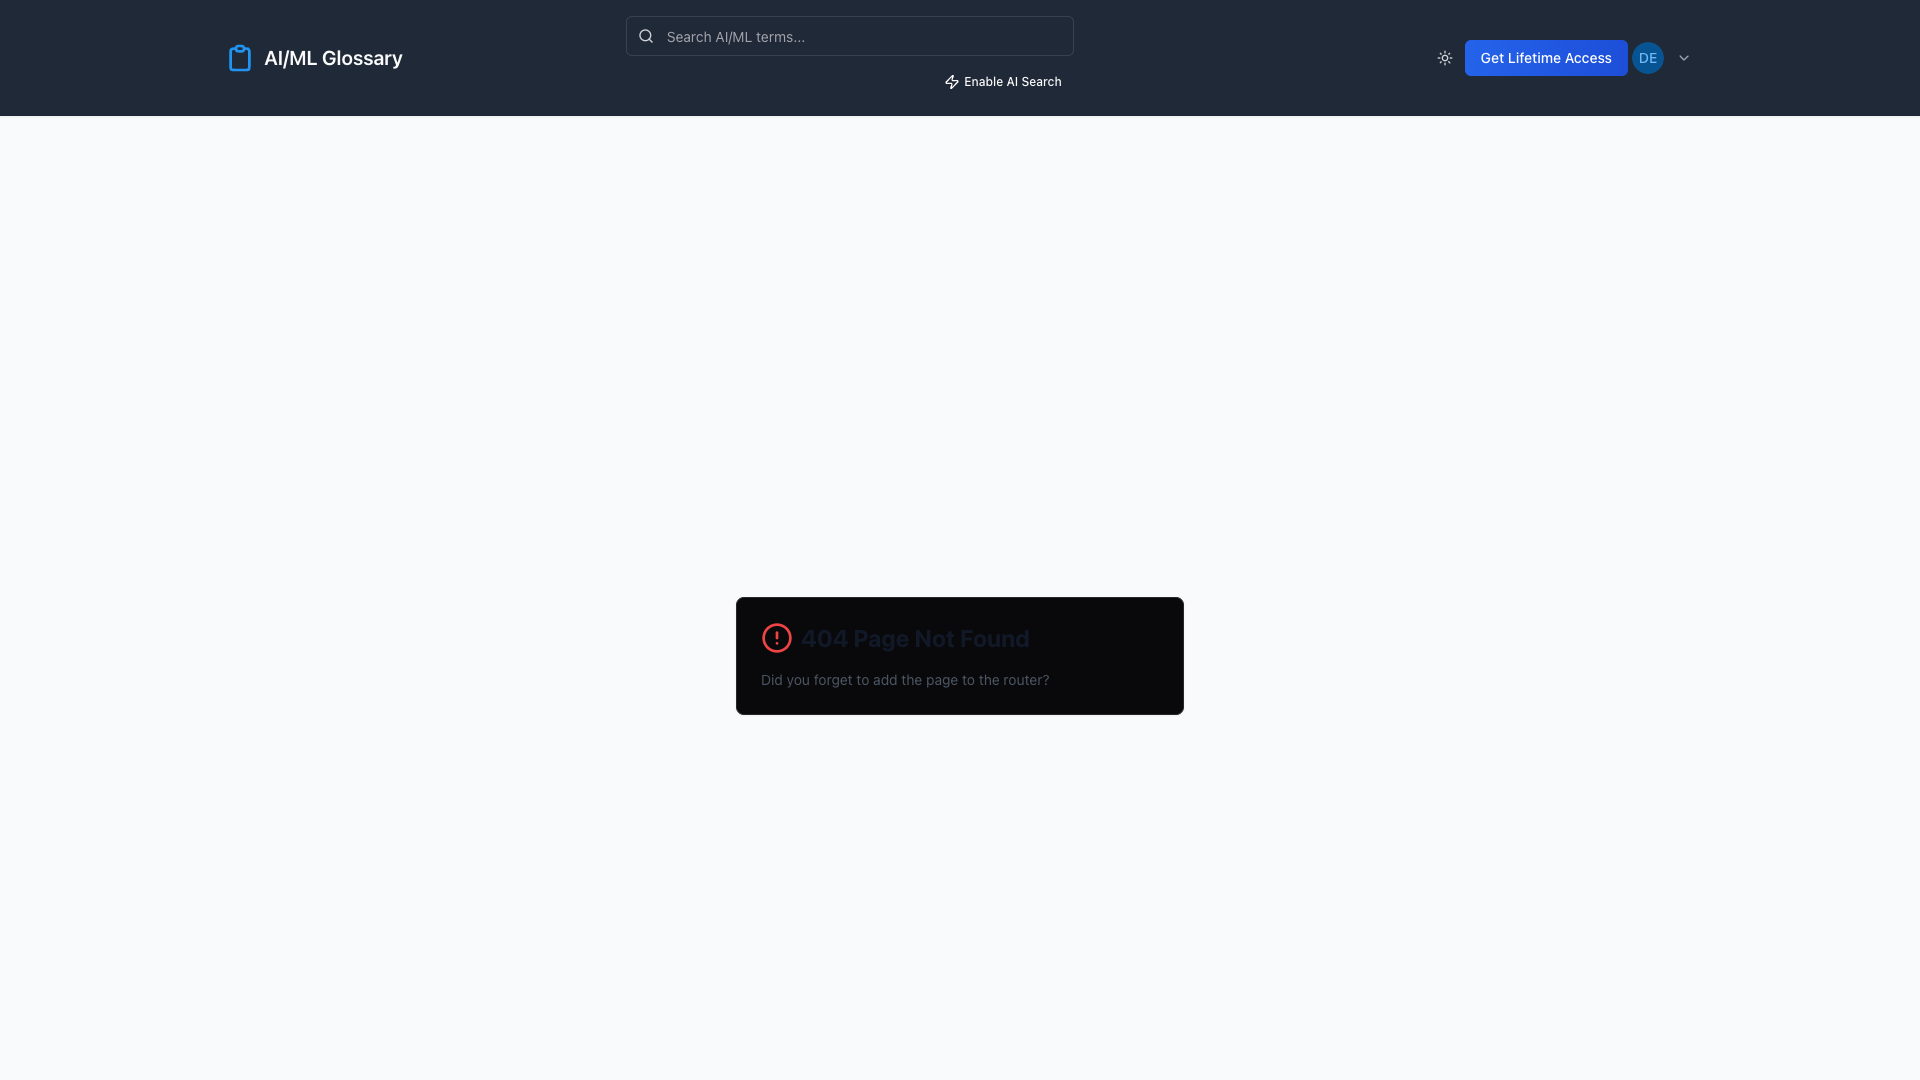 AI/ML Glossary
Search AI/ML terms...
Enable AI Search
Get Lifetime Access
DE
404 Page Not Found
Did you forget to add the page to the router?